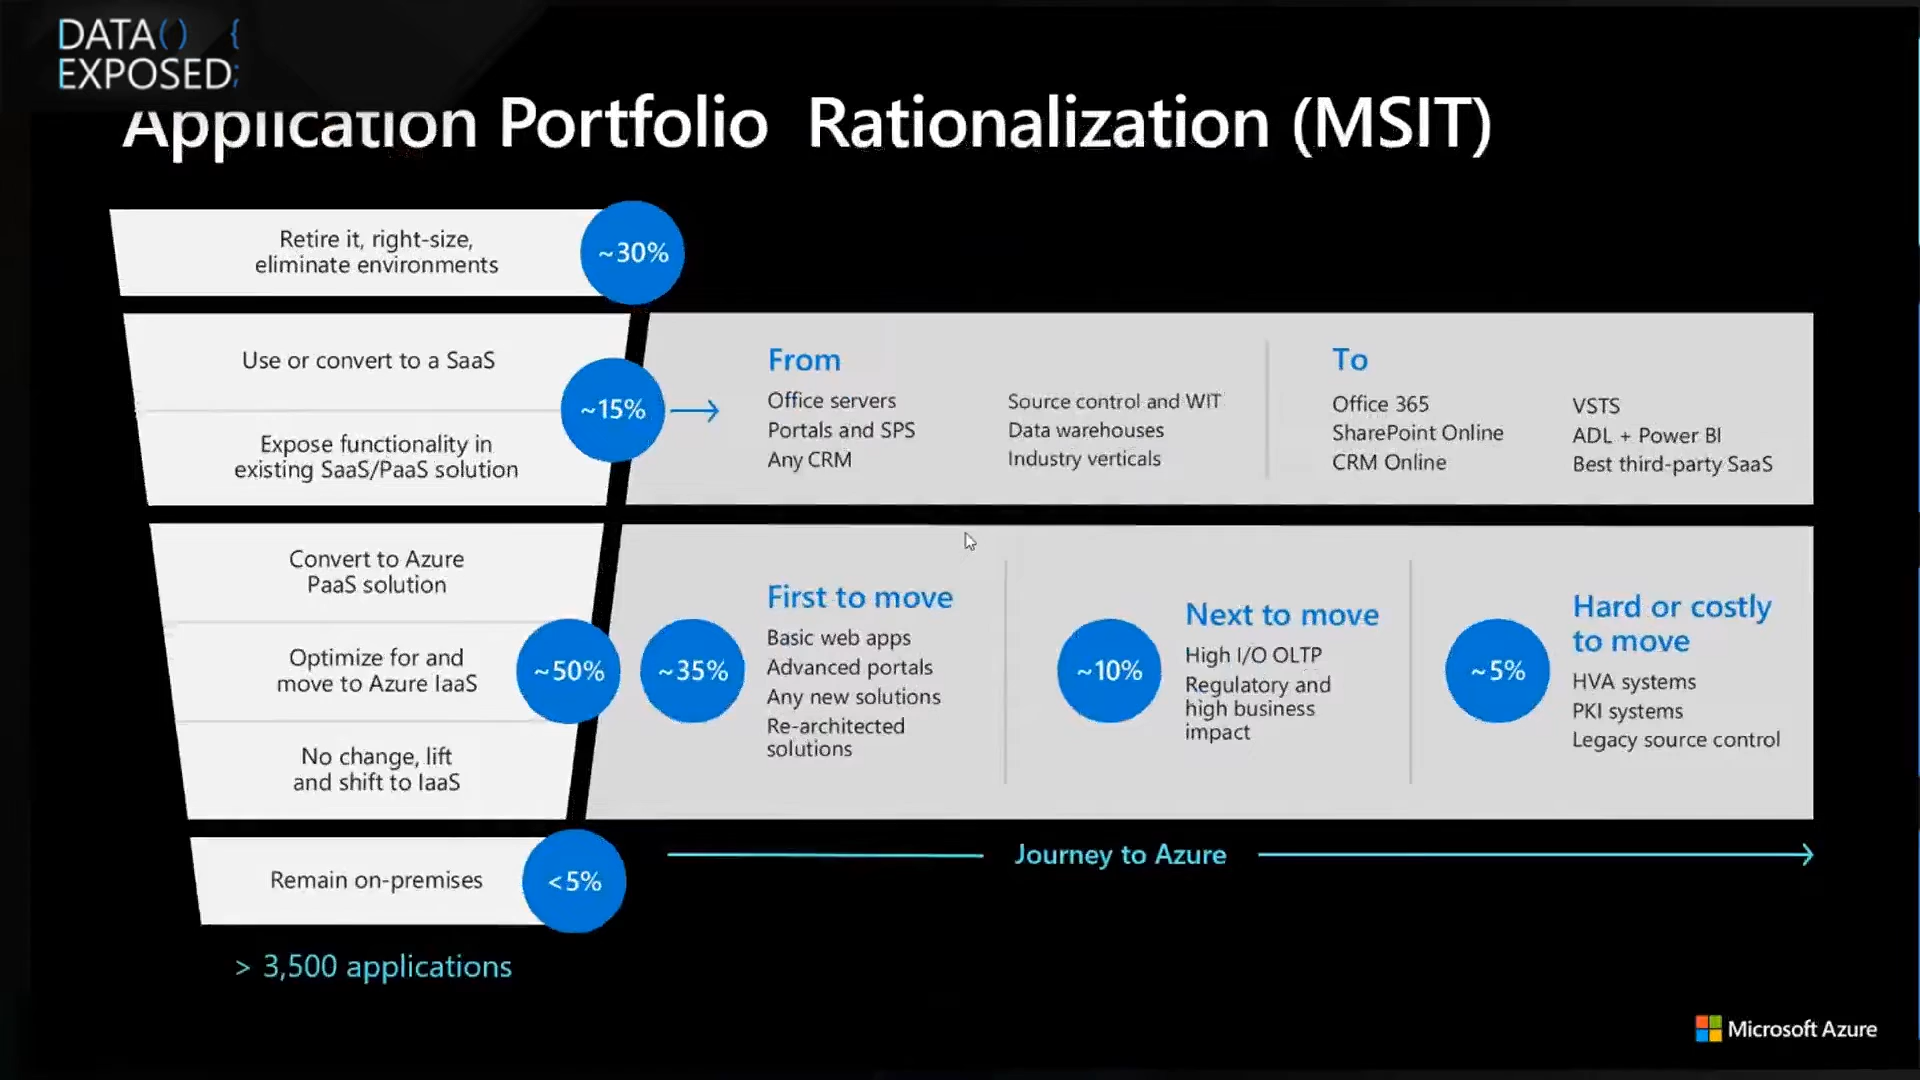 DATA() {
EXPOSED;
Application Portfolio Rationalization (MSIT)
Retire it, right-size,
eliminate environments
~30%
Use or convert to a SaaS
Expose functionality in
existing SaaS/PaaS solution
~15%
From
Office servers
Portals and SPS
Any CRM
Source control and WIT
Data warehouses
Industry verticals
To
Office 365
SharePoint Online
CRM Online
VSTS
ADL + Power BI
Best third-party SaaS
Convert to Azure
PaaS solution
Optimize for and
move to Azure IaaS
No change, lift
and shift to IaaS
~50%
~35%
First to move
Basic web apps
Advanced portals
Any new solutions
Re-architected
solutions
~10%
Next to move
High I/O OLTP
Regulatory and
high business
impact
~5%
Hard or costly
to move
HVA systems
PKI systems
Legacy source control
Remain on-premises
<5%
Journey to Azure
> 3,500 applications
Microsoft Azure